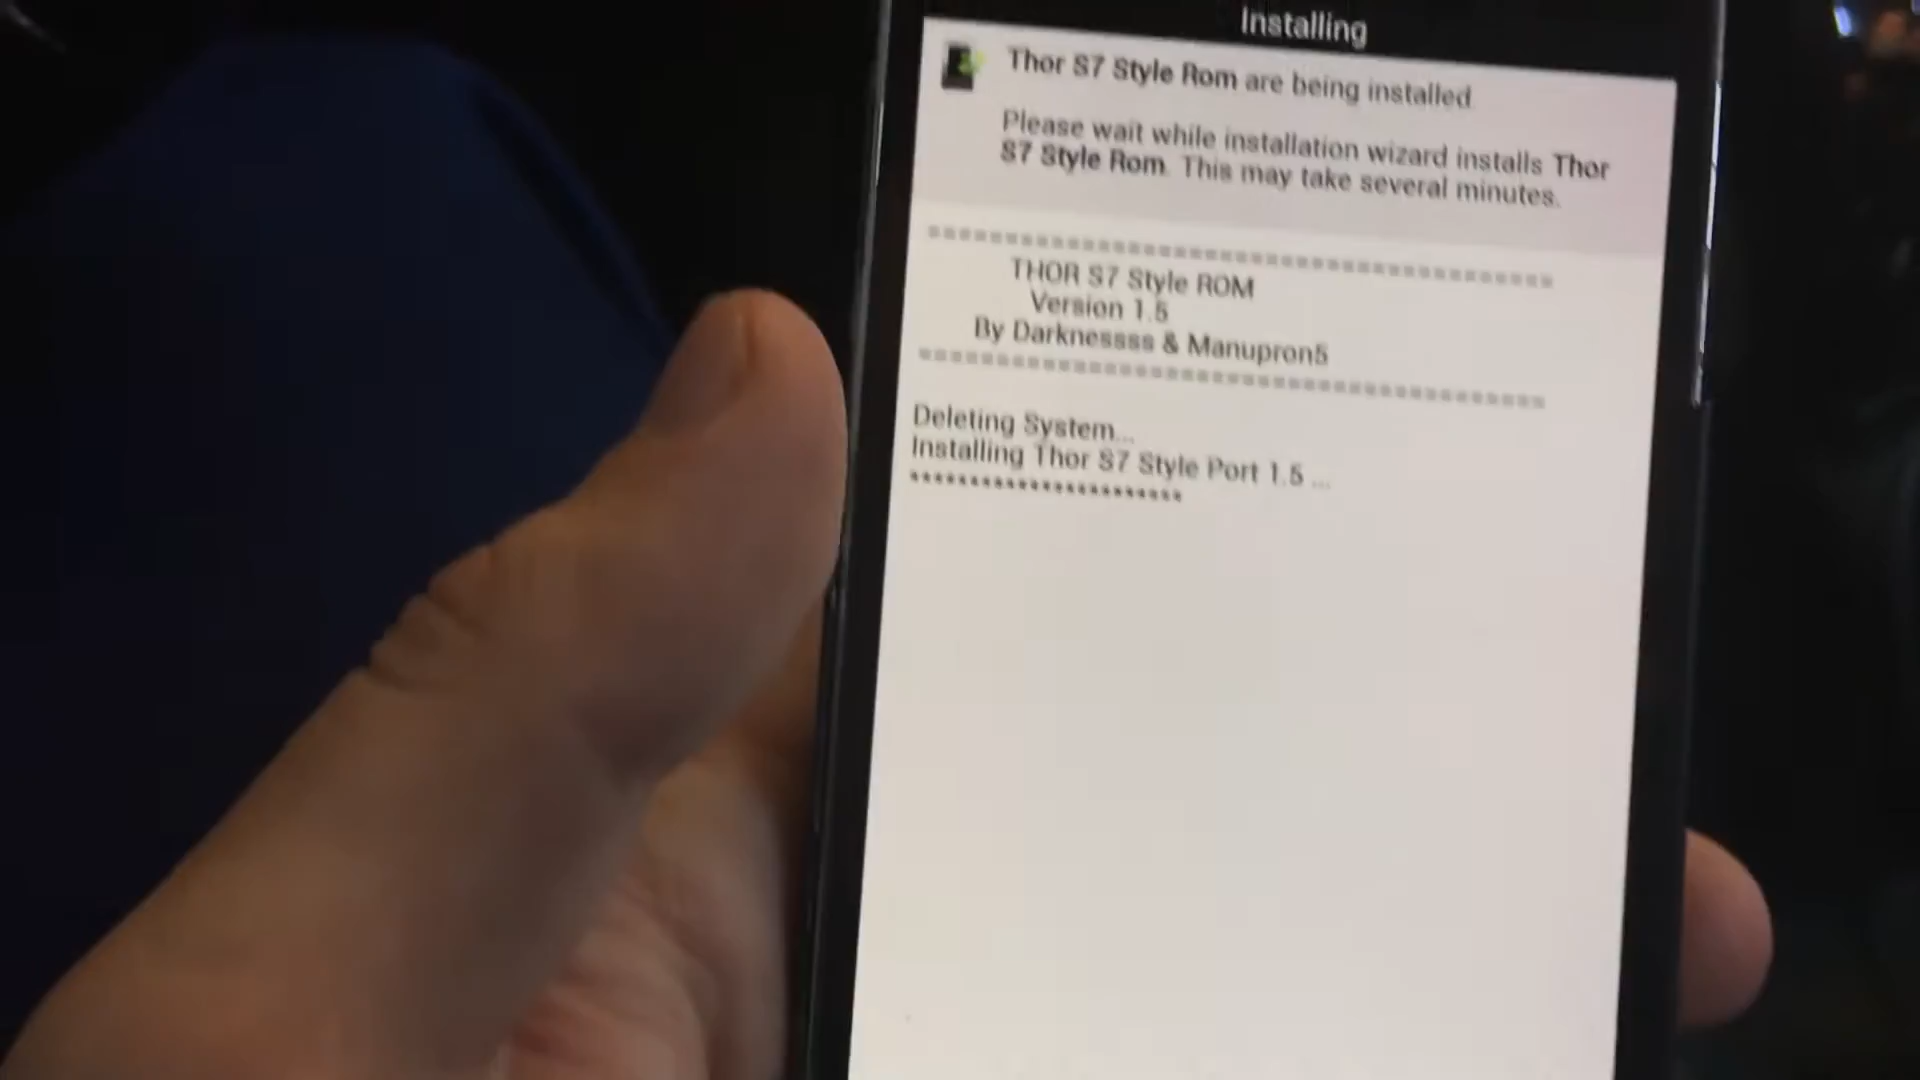 Installing
Thor S7 Style Rom are being installed
Please wait while installation wizard installs Thor
S7 Style Rom. This may take several minutes.
==========================================
THOR S7 Style ROM
Version 1.5
By Darknessss & Manupron5
==========================================
Deleting System...
Installing Thor S7 Style Port 1.5 ...
***********************